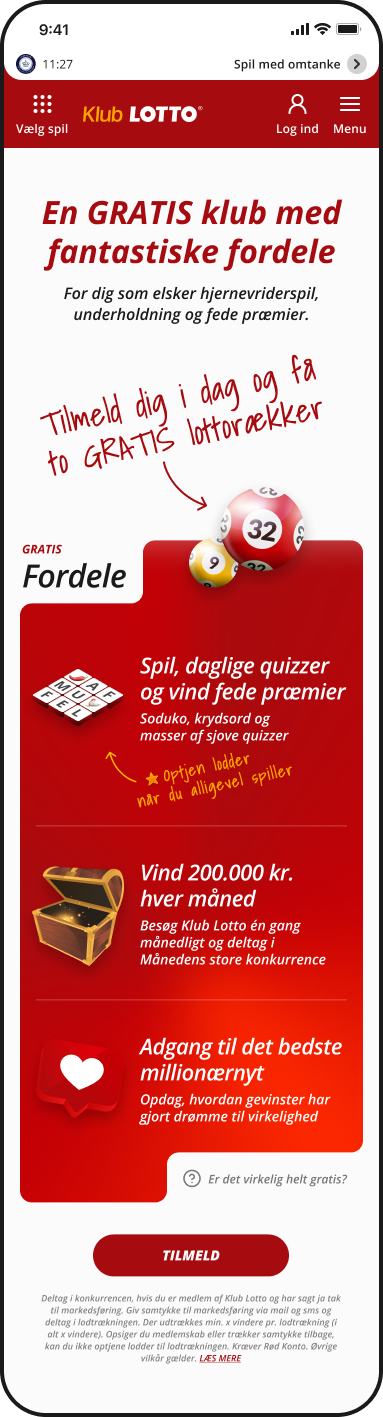 9:41
11:27
Spil med omtanke
Vælg spil
Klub LOTTO®
Log ind
Menu
En GRATIS klub med
fantastiske fordele
For dig som elsker hjernevriderspil,
underholdning og fede præmier.
Tilmeld dig i dag og få
to GRATIS lottorækker
32
32
9
GRATIS
Fordele
Spil, daglige quizzer
og vind fede præmier
Soduko, krydsord og
masser af sjove quizzer
Optjen lodder
når du alligevel spiller
M U F F E L A F
Vind 200.000 kr.
hver måned
Besøg Klub Lotto én gang
månedligt og deltag i
Månedens store konkurrence
Adgang til det bedste
millionærnyt
Opdag, hvordan gevinster har
gjort drømme til virkelighed
Er det virkelig helt gratis?
TILMELD
Deltag i konkurrencen, hvis du er medlem af Klub Lotto og har sagt ja tak
til markedsføring. Giv samtykke til markedsføring via mail og sms og
deltag i lodtrækningen. Der udtrækkes min. x vindere pr. lodtrækning (i
alt x vindere). Opsiger du medlemskab eller trækker samtykke tilbage,
kan du ikke optjene lodder til lodtrækningen. Kræver Rød Konto. Øvrige
vilkår gælder. LÆS MERE